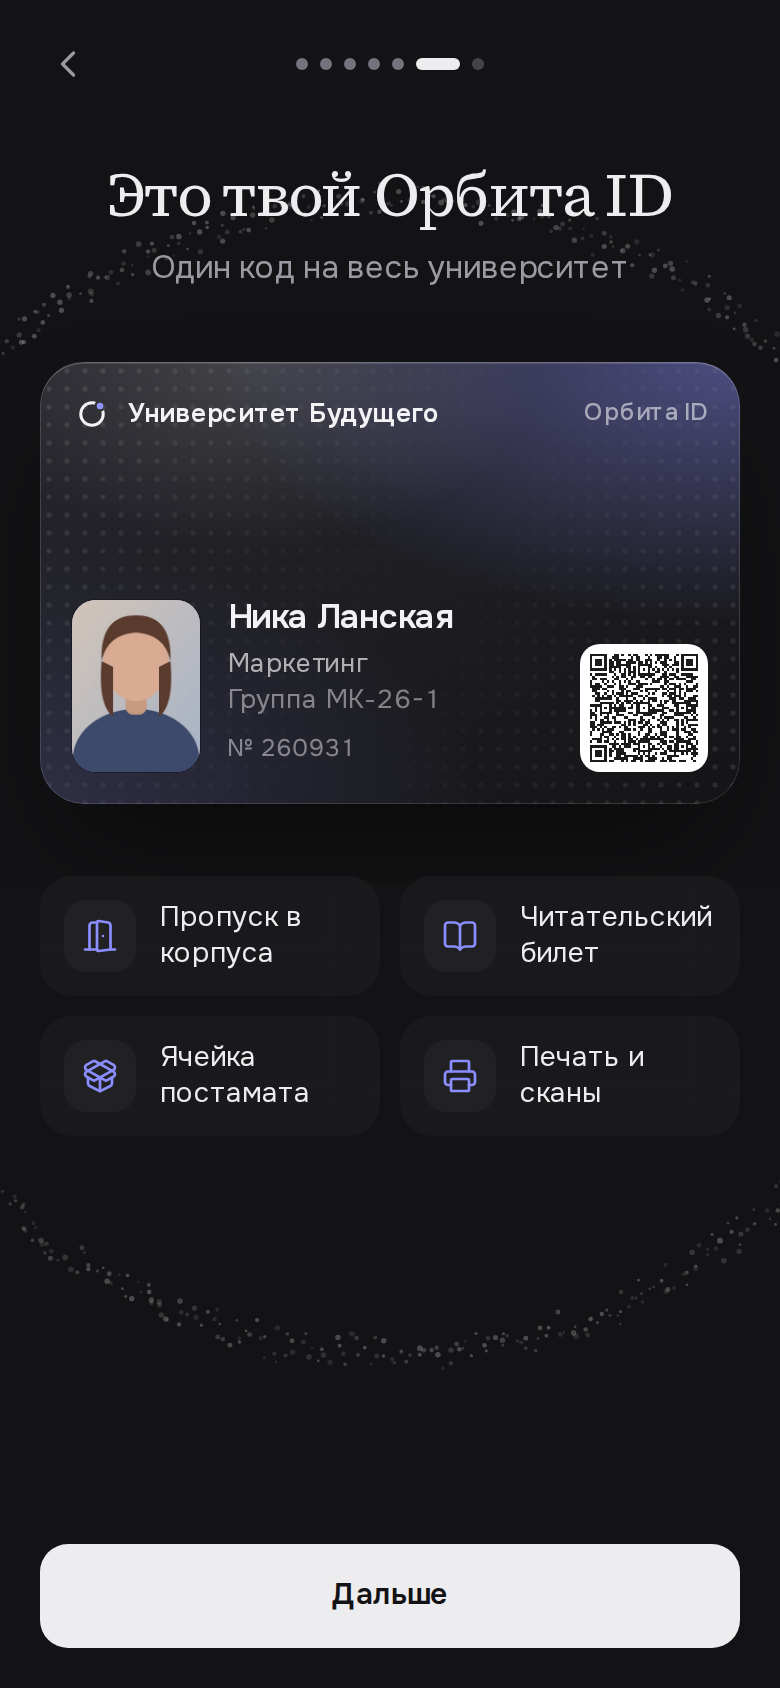 Это твой Орбита ID
Один код на весь университет
Университет Будущего
Орбита ID
Ника Ланская
Маркетинг
Группа МК-26-1
№ 260931
Пропуск в
корпуса
Читательский
билет
Ячейка
постамата
Печать и
сканы
Дальше